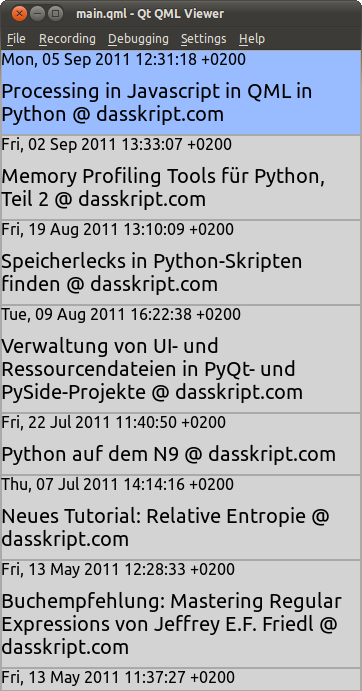 main.qml - Qt QML Viewer
File Recording Debugging Settings Help
Mon, 05 Sep 2011 12:31:18 +0200
Processing in Javascript in QML in
Python @ dasskript.com
Fri, 02 Sep 2011 13:33:07 +0200
Memory Profiling Tools für Python,
Teil 2 @ dasskript.com
Fri, 19 Aug 2011 13:10:09 +0200
Speicherlecks in Python-Skripten
finden @ dasskript.com
Tue, 09 Aug 2011 16:22:38 +0200
Verwaltung von UI- und
Ressourcendateien in PyQt- und
PySide-Projekte @ dasskript.com
Fri, 22 Jul 2011 11:40:50 +0200
Python auf dem N9 @ dasskript.com
Thu, 07 Jul 2011 14:14:16 +0200
Neues Tutorial: Relative Entropie @
dasskript.com
Fri, 13 May 2011 12:28:33 +0200
Buchempfehlung: Mastering Regular
Expressions von Jeffrey E.F. Friedl @
dasskript.com
Fri, 13 May 2011 11:37:27 +0200